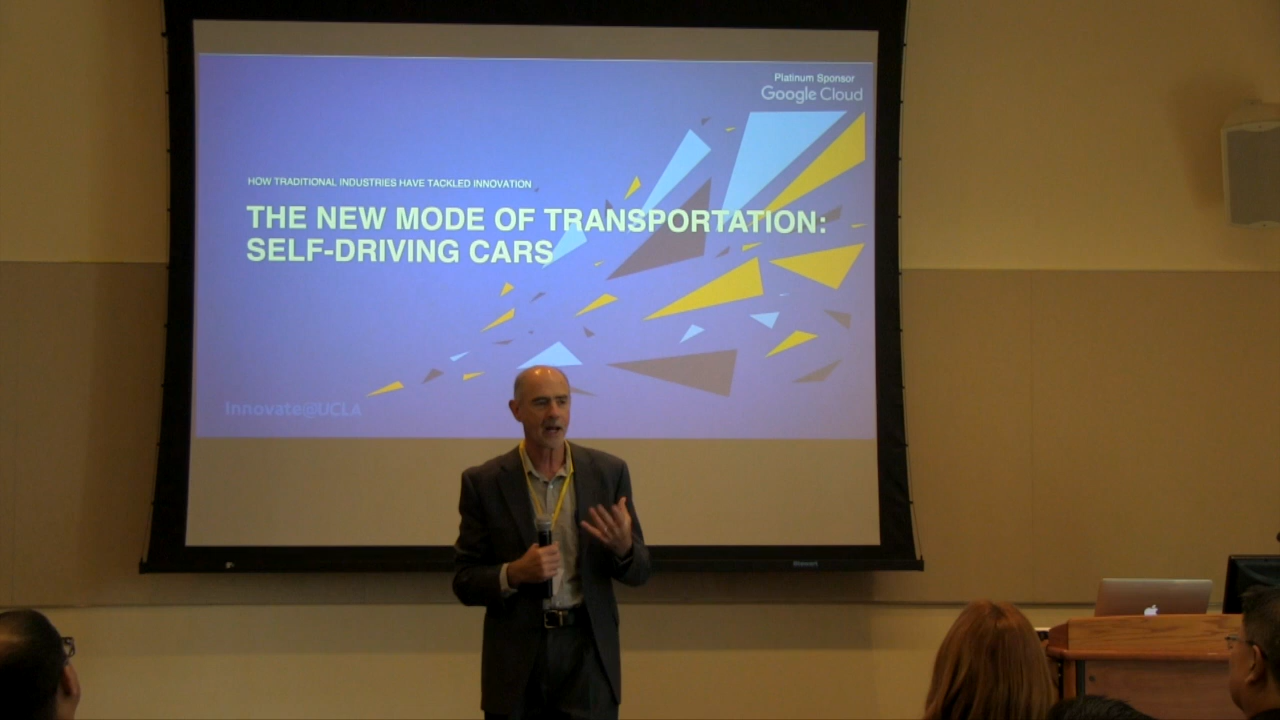 Platinum Sponsor
Google Cloud
HOW TRADITIONAL INDUSTRIES HAVE TACKLED INNOVATION
THE NEW MODE OF TRANSPORTATION:
SELF-DRIVING CARS
Innovate@UCLA